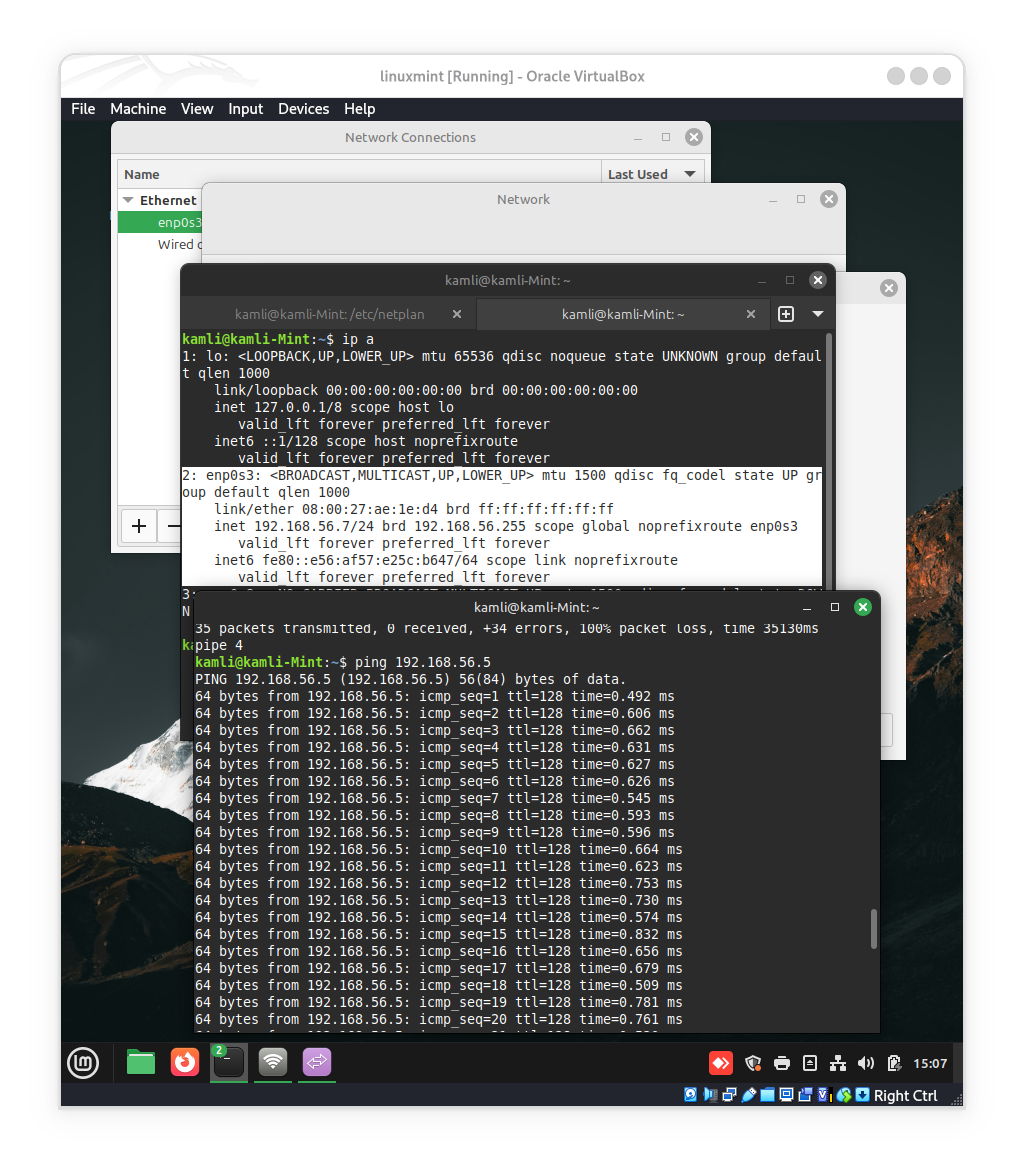 linuxmint [Running] - Oracle VirtualBox
File Machine View Input Devices Help
Network Connections
Name Last Used
Ethernet
enp0s3
Wired
Network
kamli@kamli-Mint: ~
kamli@kamli-Mint: /etc/netplan
kamli@kamli-Mint: ~
kamli@kamli-Mint:~$ ip a
1: lo: <LOOPBACK,UP,LOWER_UP> mtu 65536 qdisc noqueue state UNKNOWN group defaul
t qlen 1000
link/loopback 00:00:00:00:00:00 brd 00:00:00:00:00:00
inet 127.0.0.1/8 scope host lo
valid_lft forever preferred_lft forever
inet6 ::1/128 scope host noprefixroute
valid_lft forever preferred_lft forever
2: enp0s3: <BROADCAST,MULTICAST,UP,LOWER_UP> mtu 1500 qdisc fq_codel state UP gr
oup default qlen 1000
link/ether 08:00:27:ae:1e:d4 brd ff:ff:ff:ff:ff:ff
inet 192.168.56.7/24 brd 192.168.56.255 scope global noprefixroute enp0s3
valid_lft forever preferred_lft forever
inet6 fe80::e56:af57:e25c:b647/64 scope link noprefixroute
valid_lft forever preferred_lft forever
3:
N
ka
kamli@kamli-Mint: ~
35 packets transmitted, 0 received, +34 errors, 100% packet loss, time 35130ms
pipe 4
kamli@kamli-Mint:~$ ping 192.168.56.5
PING 192.168.56.5 (192.168.56.5) 56(84) bytes of data.
64 bytes from 192.168.56.5: icmp_seq=1 ttl=128 time=0.492 ms
64 bytes from 192.168.56.5: icmp_seq=2 ttl=128 time=0.606 ms
64 bytes from 192.168.56.5: icmp_seq=3 ttl=128 time=0.662 ms
64 bytes from 192.168.56.5: icmp_seq=4 ttl=128 time=0.631 ms
64 bytes from 192.168.56.5: icmp_seq=5 ttl=128 time=0.627 ms
64 bytes from 192.168.56.5: icmp_seq=6 ttl=128 time=0.626 ms
64 bytes from 192.168.56.5: icmp_seq=7 ttl=128 time=0.545 ms
64 bytes from 192.168.56.5: icmp_seq=8 ttl=128 time=0.593 ms
64 bytes from 192.168.56.5: icmp_seq=9 ttl=128 time=0.596 ms
64 bytes from 192.168.56.5: icmp_seq=10 ttl=128 time=0.664 ms
64 bytes from 192.168.56.5: icmp_seq=11 ttl=128 time=0.623 ms
64 bytes from 192.168.56.5: icmp_seq=12 ttl=128 time=0.753 ms
64 bytes from 192.168.56.5: icmp_seq=13 ttl=128 time=0.730 ms
64 bytes from 192.168.56.5: icmp_seq=14 ttl=128 time=0.574 ms
64 bytes from 192.168.56.5: icmp_seq=15 ttl=128 time=0.832 ms
64 bytes from 192.168.56.5: icmp_seq=16 ttl=128 time=0.656 ms
64 bytes from 192.168.56.5: icmp_seq=17 ttl=128 time=0.679 ms
64 bytes from 192.168.56.5: icmp_seq=18 ttl=128 time=0.509 ms
64 bytes from 192.168.56.5: icmp_seq=19 ttl=128 time=0.781 ms
64 bytes from 192.168.56.5: icmp_seq=20 ttl=128 time=0.761 ms
2
15:07
Right Ctrl